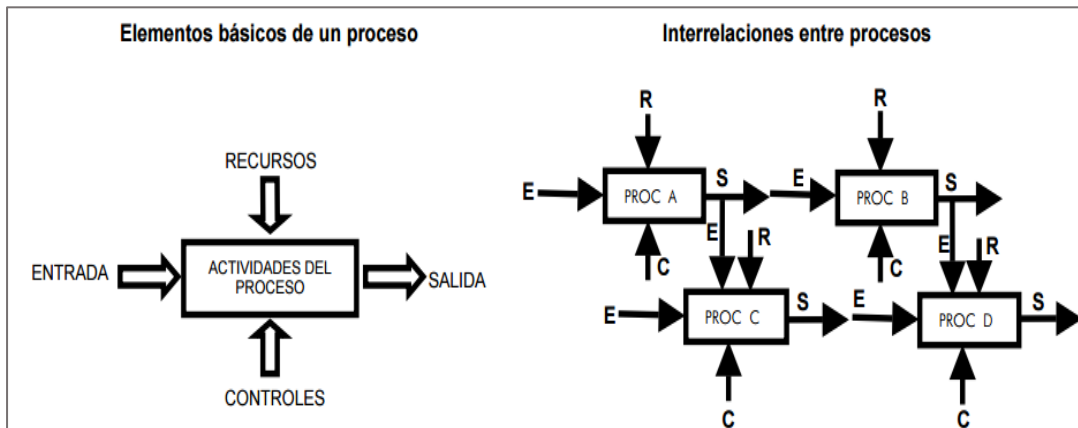 Elementos básicos de un proceso
RECURSOS
ENTRADA
ACTIVIDADES DEL
PROCESO
SALIDA
CONTROLES
Interrelaciones entre procesos
R
R
E
PROC A
S
E
PROC B
S
C
E
R
C
E
R
E
PROC C
S
E
PROC D
S
C
C